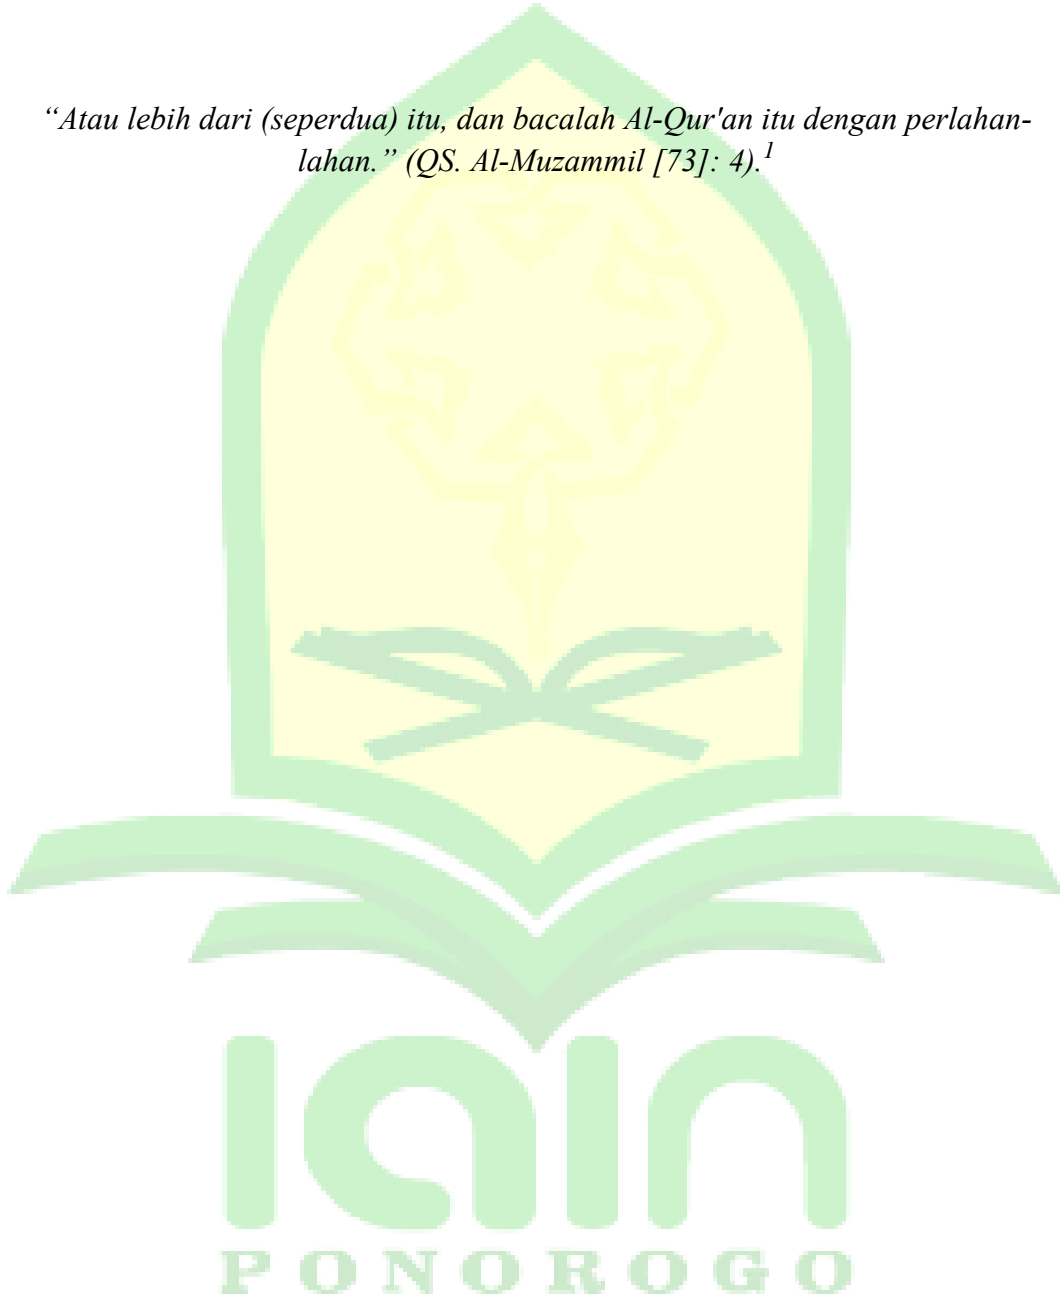 “Atau lebih dari (seperdua) itu, dan bacalah Al-Qur'an itu dengan perlahan-
lahan.” (QS. Al-Muzammil [73]: 4).1
IAIN
PONOROGO